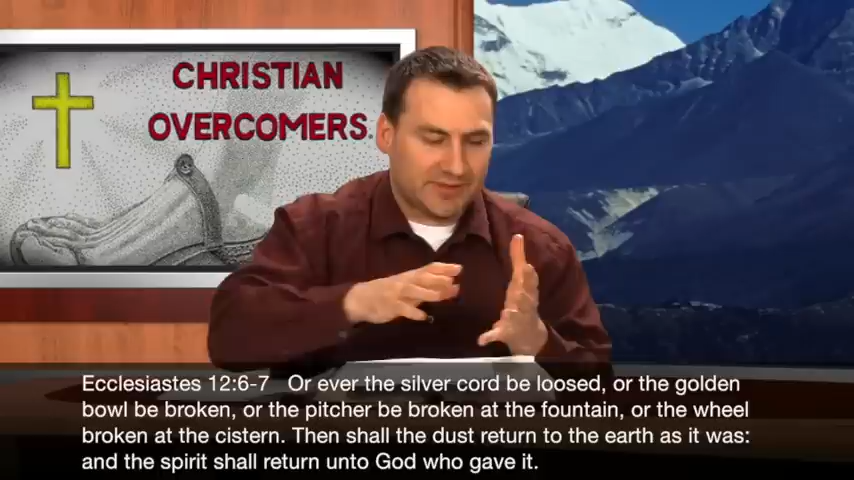 CHRISTIAN
OVERCOMERS.
Ecclesiastes 12:6-7 Or ever the silver cord be loosed, or the golden
bowl be broken, or the pitcher be broken at the fountain, or the wheel
broken at the cistern. Then shall the dust return to the earth as it was:
and the spirit shall return unto God who gave it.